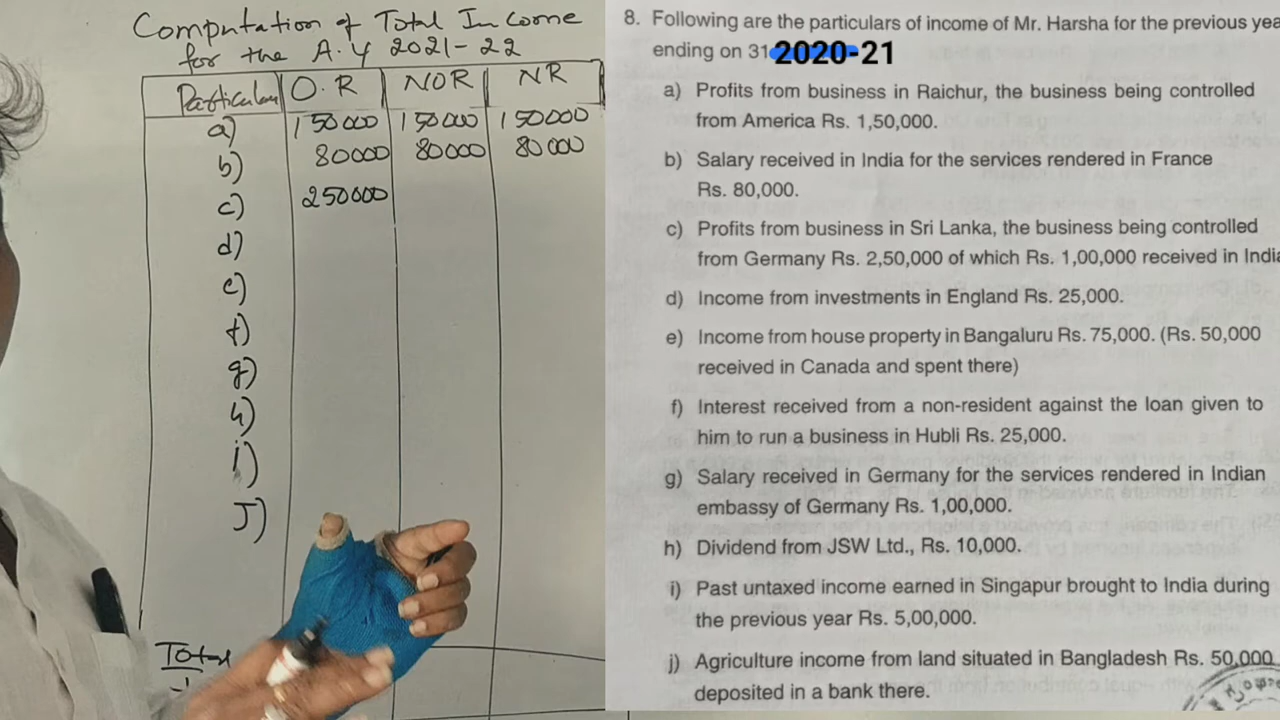 Computation of Total Income
for the A.Y 2021-22
Particulars O.R NOR NR
a) 150000 150000 150000
b) 80000 80000 80000
c) 250000
d)
e)
f)
g)
h)
i)
J)
Total
8. Following are the particulars of income of Mr. Harsha for the previous yea
ending on 31 2020-21
a) Profits from business in Raichur, the business being controlled
from America Rs. 1,50,000.
b) Salary received in India for the services rendered in France
Rs. 80,000.
c) Profits from business in Sri Lanka, the business being controlled
from Germany Rs. 2,50,000 of which Rs. 1,00,000 received in India
d) Income from investments in England Rs. 25,000.
e) Income from house property in Bangaluru Rs. 75,000. (Rs. 50,000
received in Canada and spent there)
f) Interest received from a non-resident against the loan given to
him to run a business in Hubli Rs. 25,000.
g) Salary received in Germany for the services rendered in Indian
embassy of Germany Rs. 1,00,000.
h) Dividend from JSW Ltd., Rs. 10,000.
i) Past untaxed income earned in Singapur brought to India during
the previous year Rs. 5,00,000.
j) Agriculture income from land situated in Bangladesh Rs. 50,000
deposited in a bank there.